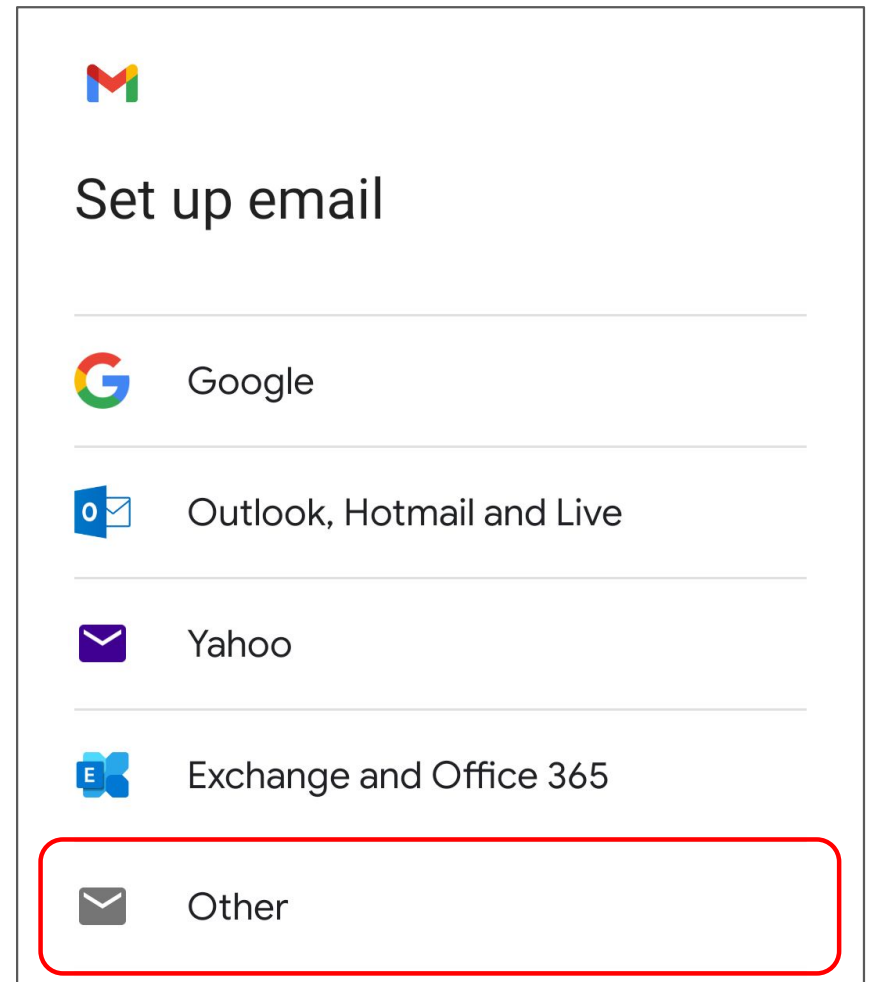 Set up email
Google
Outlook, Hotmail and Live
Yahoo
Exchange and Office 365
Other